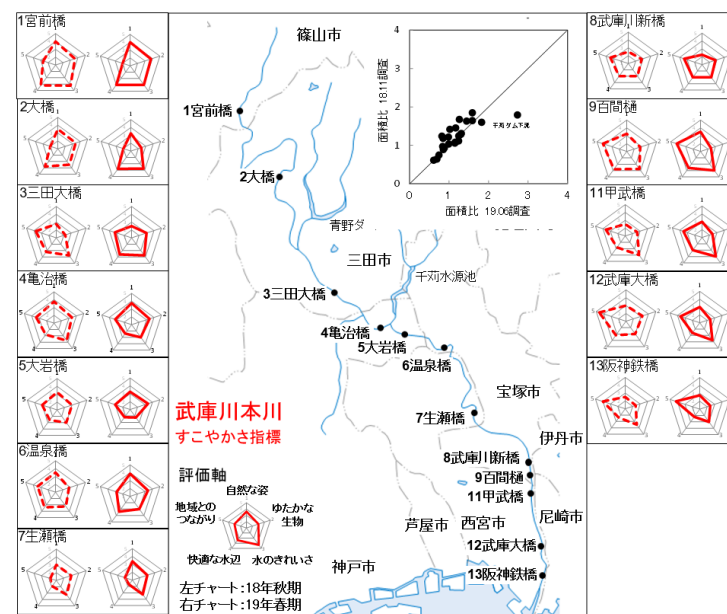 1宮前橋
2大橋
3三田大橋
4亀治橋
5大岩橋
6温泉橋
7生瀬橋
8武庫川新橋
9百間樋
11甲武橋
12武庫大橋
13阪神鉄橋
篠山市
1宮前橋
2大橋
青野ダ
三田市
千苅水源池
3三田大橋
4亀治橋
5大岩橋
6温泉橋
宝塚市
7生瀬橋
伊丹市
8武庫川新橋
9百間樋
11甲武橋
尼崎市
芦屋市
西宮市
12武庫大橋
神戸市
13阪神鉄橋
面積比 18.11調査
4
3
2
1
0
千苅ダム下流
0 1 2 3 4
面積比 19.06調査
武庫川本川
すこやかさ指標
評価軸
自然な姿
地域とのつながり
ゆたかな生物
快適な水辺
水のきれいさ
左チャート:18年秋期
右チャート:19年春期